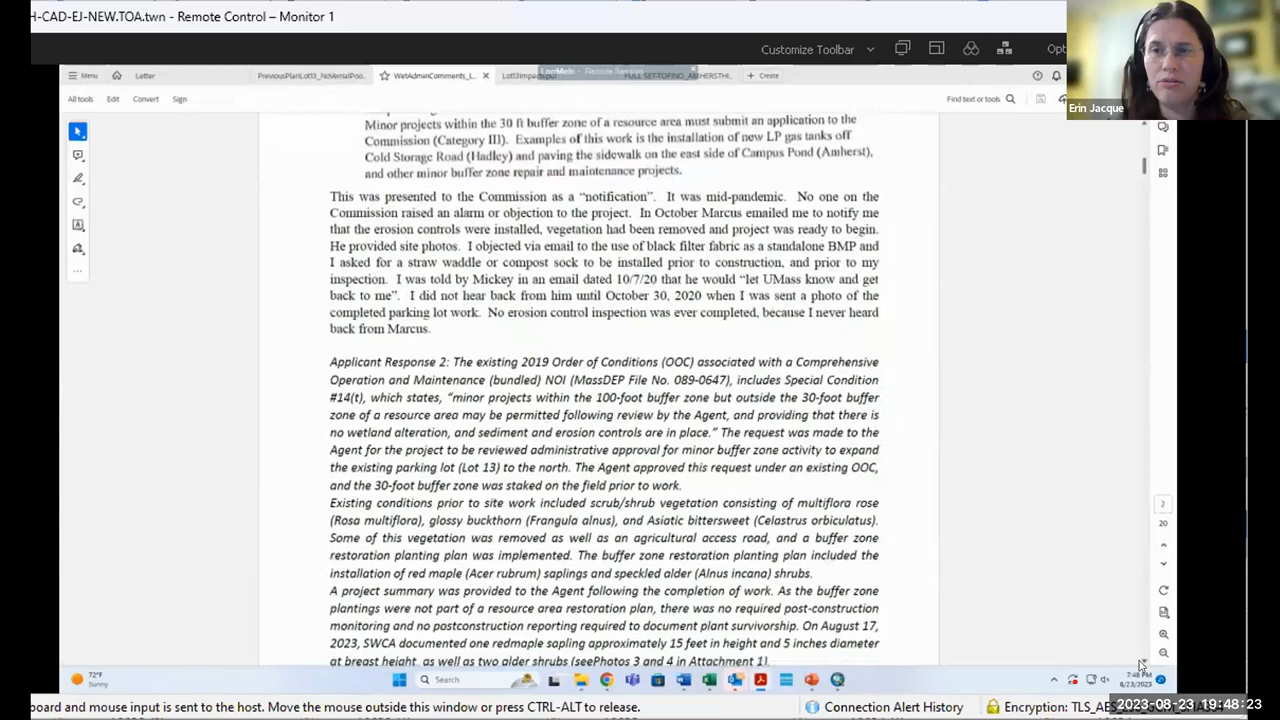 H-CAD-EJ-NEW.TOA.twn - Remote Control – Monitor 1
Customize Toolbar
Erin Jacque
Menu
Letter
PreviousPlanLot13_NoVernalPoo...
WetAdminComments_L...
Lot13Impacts.pdf
FULL SET-TOFINO_AMHERSTHI...
Create
All tools Edit Convert Sign
Find text or tools
Minor projects within the 30 ft buffer zone of a resource area must submit an application to the
Commission (Category III). Examples of this work is the installation of new LP gas tanks off
Cold Storage Road (Hadley) and paving the sidewalk on the east side of Campus Pond (Amherst),
and other minor buffer zone repair and maintenance projects.
This was presented to the Commission as a “notification”. It was mid-pandemic. No one on the
Commission raised an alarm or objection to the project. In October Marcus emailed me to notify me
that the erosion controls were installed, vegetation had been removed and project was ready to begin.
He provided site photos. I objected via email to the use of black filter fabric as a standalone BMP and
I asked for a straw waddle or compost sock to be installed prior to construction, and prior to my
inspection. I was told by Mickey in an email dated 10/7/20 that he would “let UMass know and get
back to me”. I did not hear back from him until October 30, 2020 when I was sent a photo of the
completed parking lot work. No erosion control inspection was ever completed, because I never heard
back from Marcus.
Applicant Response 2: The existing 2019 Order of Conditions (OOC) associated with a Comprehensive
Operation and Maintenance (bundled) NOI (MassDEP File No. 089-0647), includes Special Condition
#14(t), which states, “minor projects within the 100-foot buffer zone but outside the 30-foot buffer
zone of a resource area may be permitted following review by the Agent, and providing that there is
no wetland alteration, and sediment and erosion controls are in place.” The request was made to the
Agent for the project to be reviewed administrative approval for minor buffer zone activity to expand
the existing parking lot (Lot 13) to the north. The Agent approved this request under an existing OOC,
and the 30-foot buffer zone was staked on the field prior to work.
Existing conditions prior to site work included scrub/shrub vegetation consisting of multiflora rose
(Rosa multiflora), glossy buckthorn (Frangula alnus), and Asiatic bittersweet (Celastrus orbiculatus).
Some of this vegetation was removed as well as an agricultural access road, and a buffer zone
restoration planting plan was implemented. The buffer zone restoration planting plan included the
installation of red maple (Acer rubrum) saplings and speckled alder (Alnus incana) shrubs.
A project summary was provided to the Agent following the completion of work. As the buffer zone
plantings were not part of a resource area restoration plan, there was no required post-construction
monitoring and no postconstruction reporting required to document plant survivorship. On August 17,
2023, SWCA documented one redmaple sapling approximately 15 feet in height and 5 inches diameter
at breast height, as well as two alder shrubs (seePhotos 3 and 4 in Attachment 1).
20
72°F
Sunny
Search
7:48 PM
8/23/2023
board and mouse input is sent to the host. Move the mouse outside this window or press CTRL-ALT to release.
Connection Alert History
Encryption: TLS_AES
2023-08-23 19:48:23